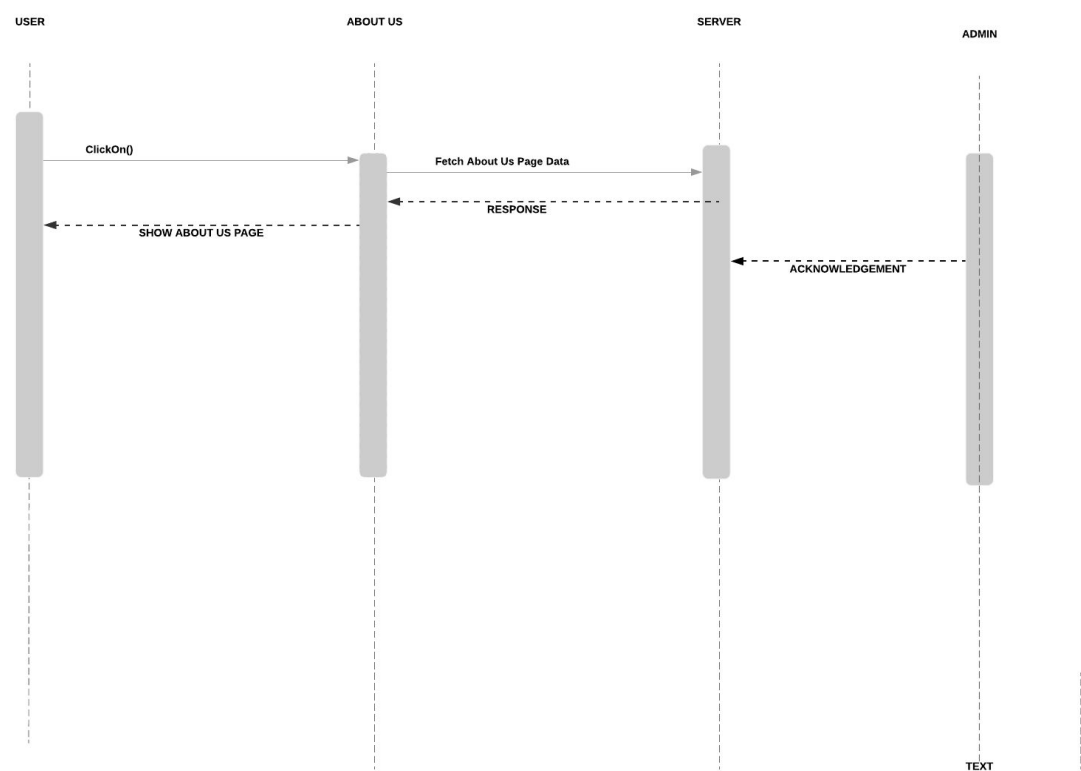 USER
ABOUT US
SERVER
ADMIN
ClickOn()
Fetch About Us Page Data
RESPONSE
SHOW ABOUT US PAGE
ACKNOWLEDGEMENT
TEXT